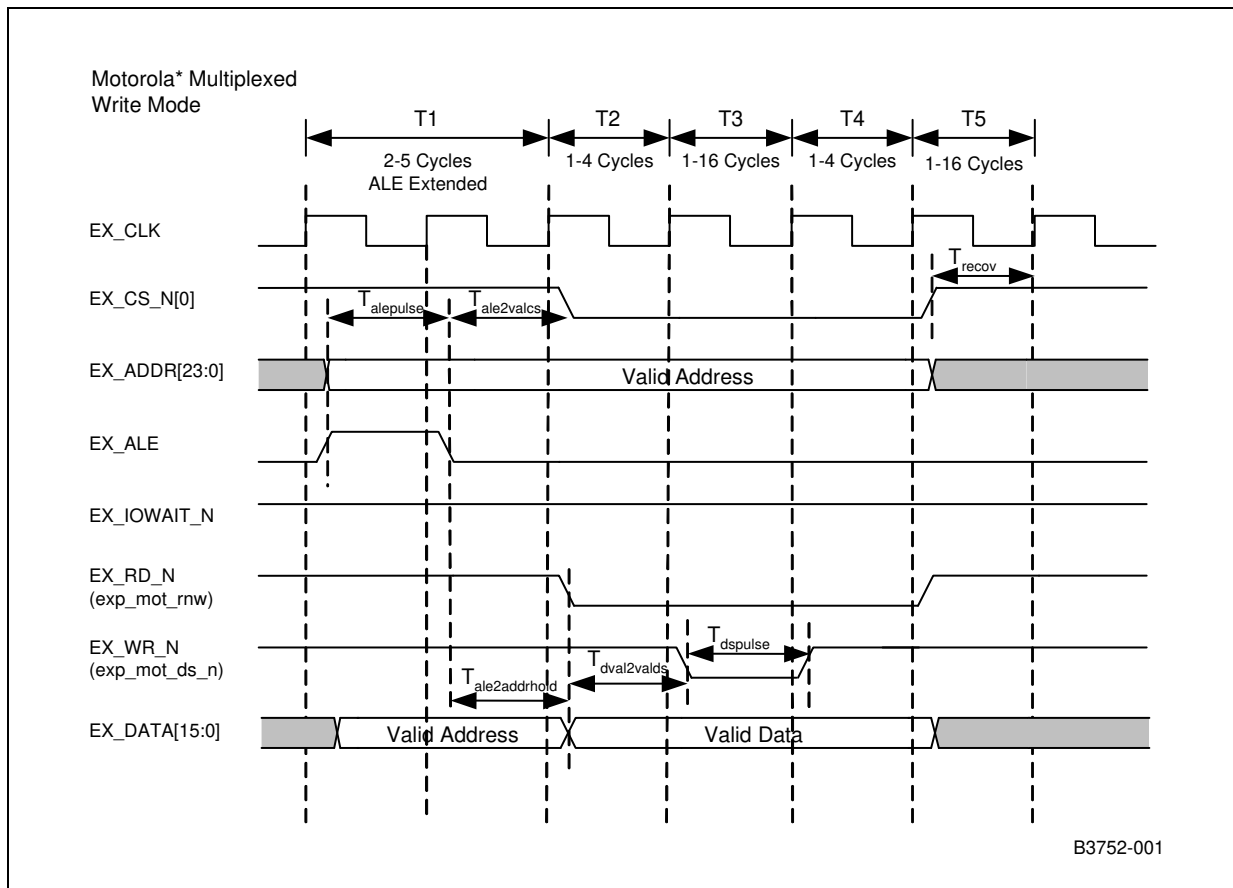 Motorola* Multiplexed
Write Mode
T1 T2 T3 T4 T5
2-5 Cycles 1-4 Cycles 1-16 Cycles 1-4 Cycles 1-16 Cycles
ALE Extended
EX_CLK
Trecov
EX_CS_N[0]
Talepulse Tale2valcs
EX_ADDR[23:0] Valid Address
EX_ALE
EX_IOWAIT_N
EX_RD_N
(exp_mot_rnw)
EX_WR_N
(exp_mot_ds_n)
Tdspulse
Tdval2valds
Tale2addrhold
EX_DATA[15:0] Valid Address Valid Data
B3752-001